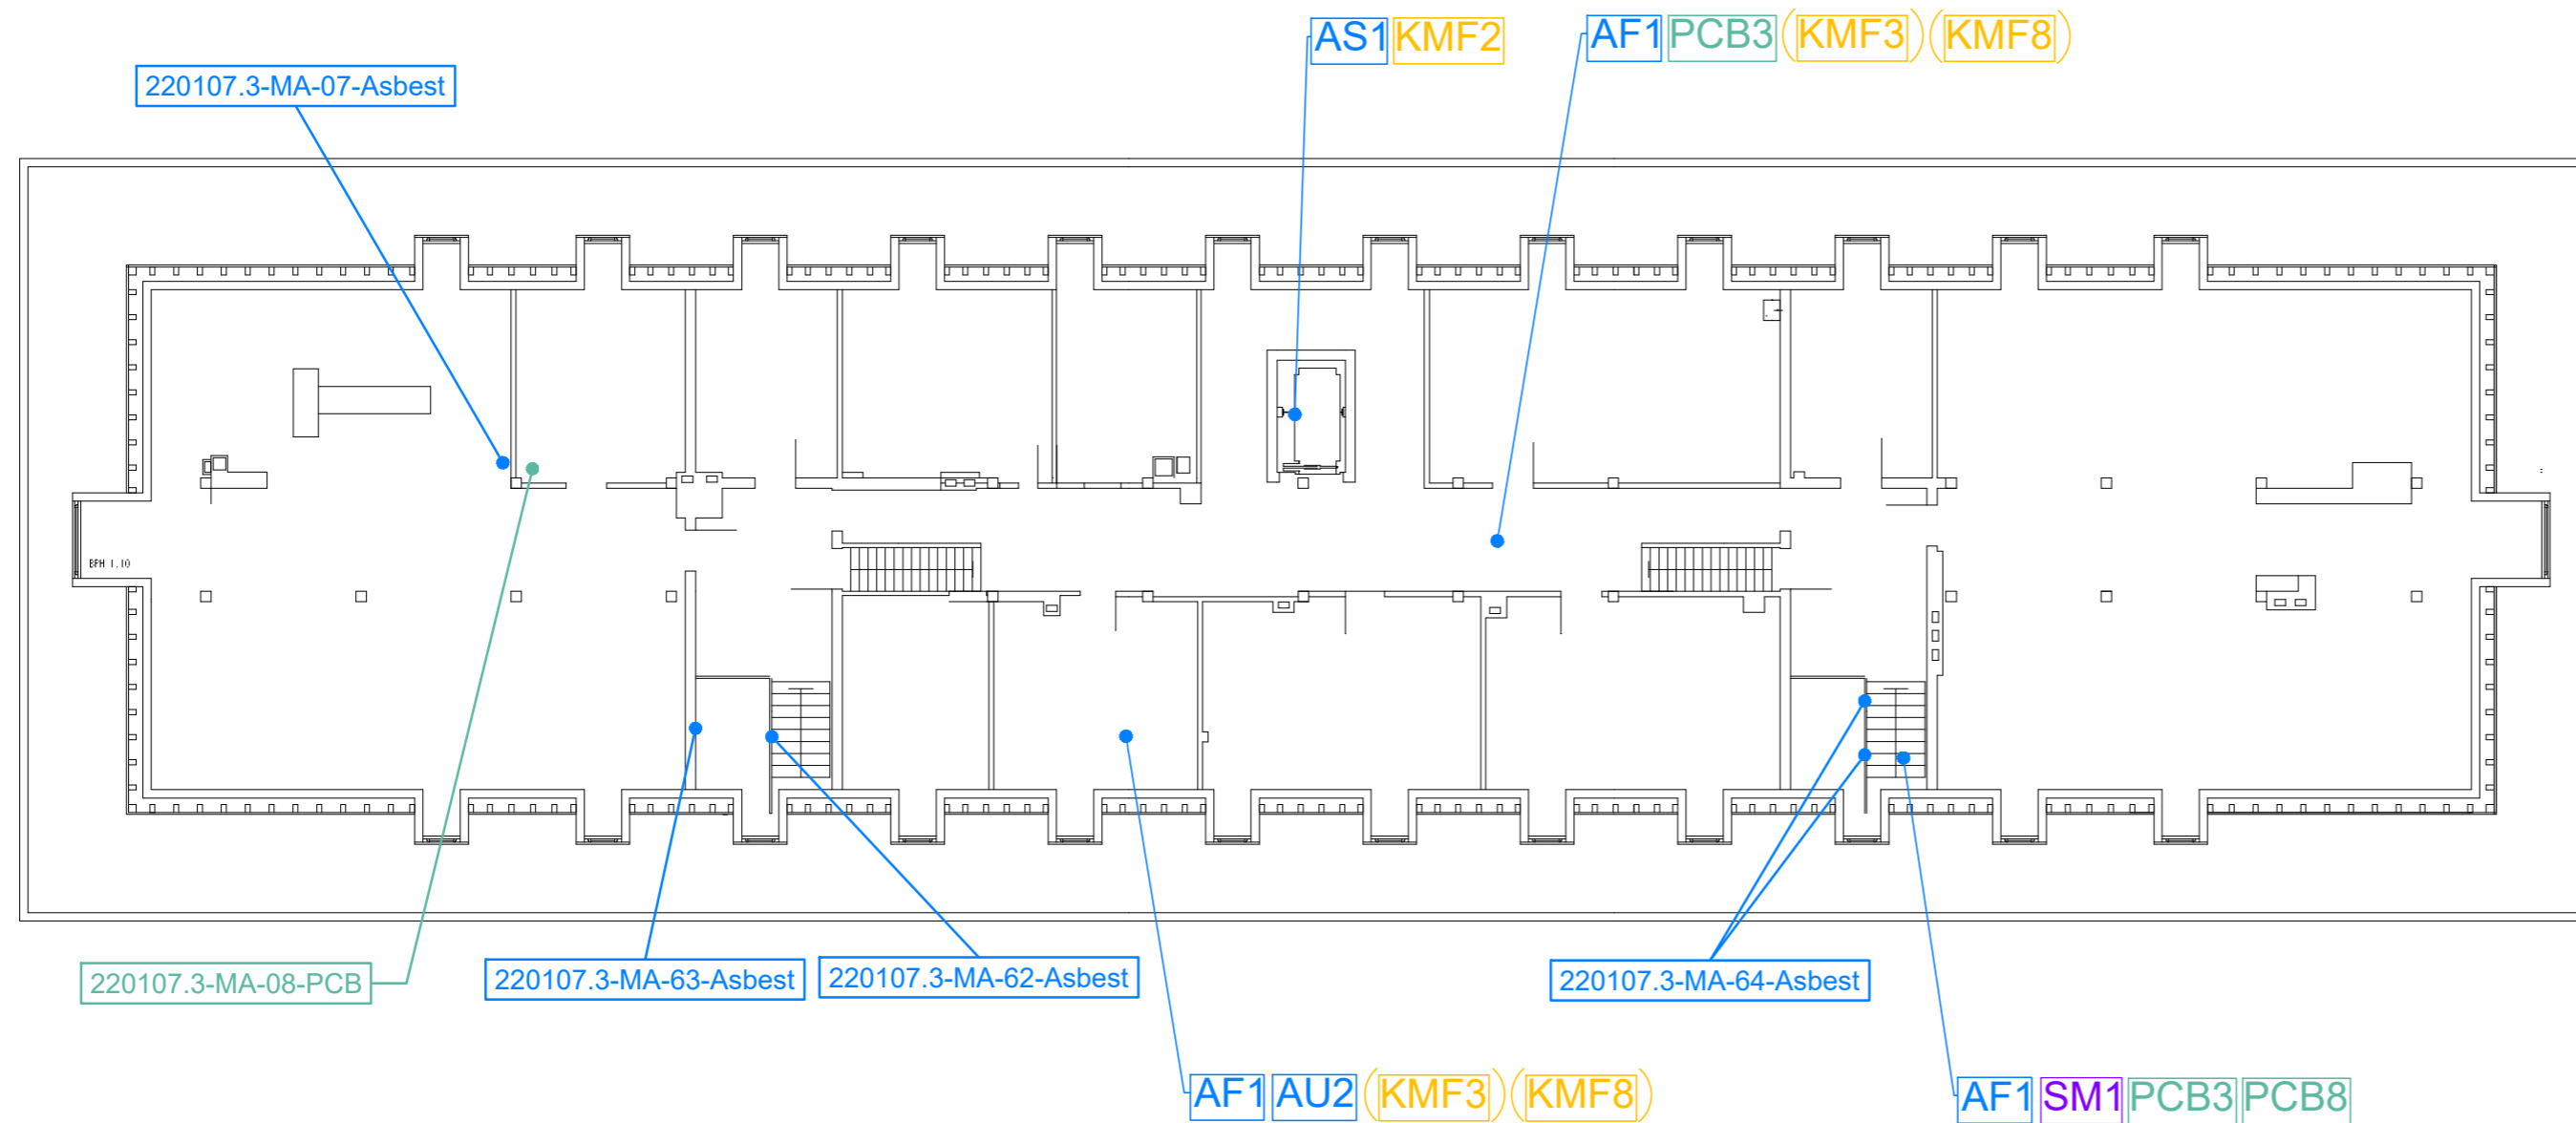 AS1 KMF2
AF1 PCB3 (KMF3) (KMF8)
220107.3-MA-07-Asbest
BFH 1.10
220107.3-MA-08-PCB
220107.3-MA-63-Asbest
220107.3-MA-62-Asbest
220107.3-MA-64-Asbest
AF1 AU2 (KMF3) (KMF8)
AF1 SM1 PCB3 PCB8